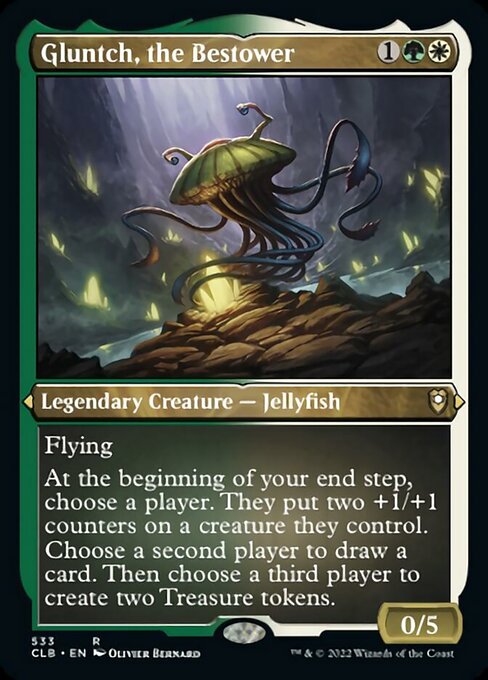 Gluntch, the Bestower 1
Legendary Creature — Jellyfish
Flying
At the beginning of your end step,
choose a player. They put two +1/+1
counters on a creature they control.
Choose a second player to draw a
card. Then choose a third player to
create two Treasure tokens.
0/5
533 R
CLB • EN Olivier Bernard
™ & © 2022 Wizards of the Coast